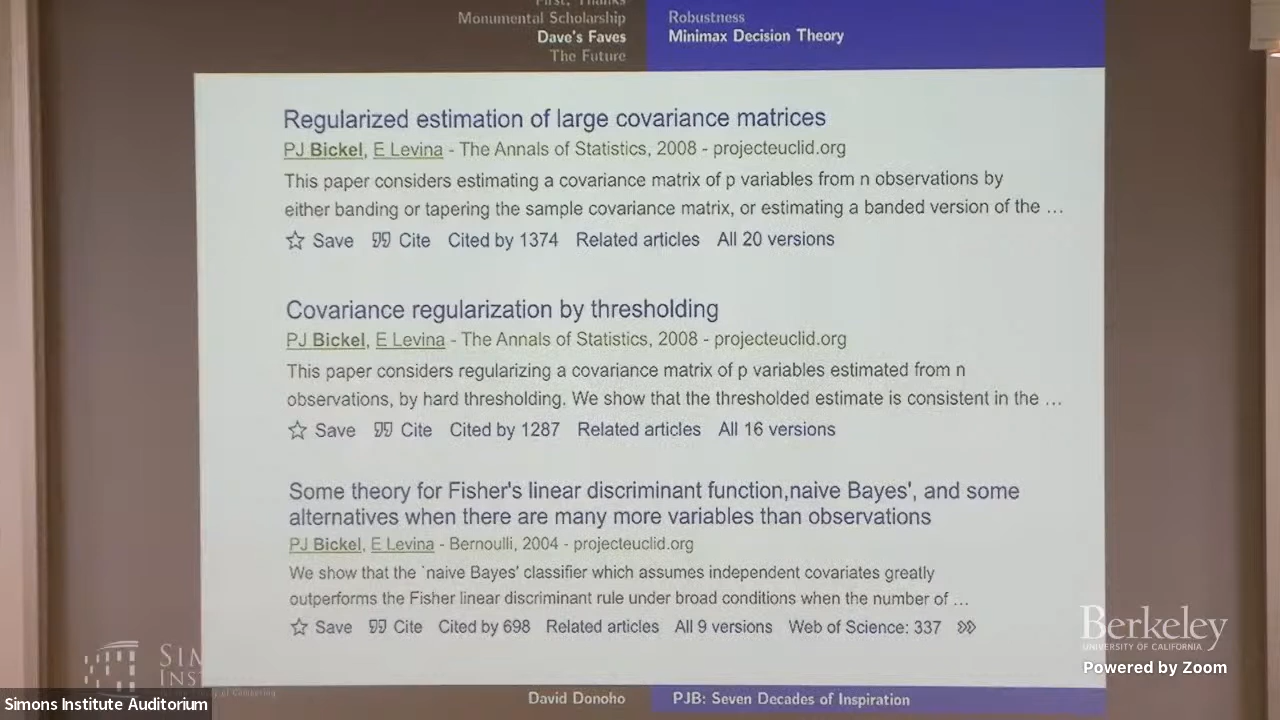 First, Thanks
Monumental Scholarship
Dave's Faves
The Future
Robustness
Minimax Decision Theory
Regularized estimation of large covariance matrices
PJ Bickel, E Levina - The Annals of Statistics, 2008 - projecteuclid.org
This paper considers estimating a covariance matrix of p variables from n observations by
either banding or tapering the sample covariance matrix, or estimating a banded version of the ...
Save Cite Cited by 1374 Related articles All 20 versions
Covariance regularization by thresholding
PJ Bickel, E Levina - The Annals of Statistics, 2008 - projecteuclid.org
This paper considers regularizing a covariance matrix of p variables estimated from n
observations, by hard thresholding. We show that the thresholded estimate is consistent in the ...
Save Cite Cited by 1287 Related articles All 16 versions
Some theory for Fisher's linear discriminant function,naive Bayes', and some
alternatives when there are many more variables than observations
PJ Bickel, E Levina - Bernoulli, 2004 - projecteuclid.org
We show that the `naive Bayes' classifier which assumes independent covariates greatly
outperforms the Fisher linear discriminant rule under broad conditions when the number of ...
Save Cite Cited by 698 Related articles All 9 versions Web of Science: 337
Berkeley
UNIVERSITY OF CALIFORNIA
Powered by Zoom
David Donoho
PJB: Seven Decades of Inspiration
Simons Institute Auditorium